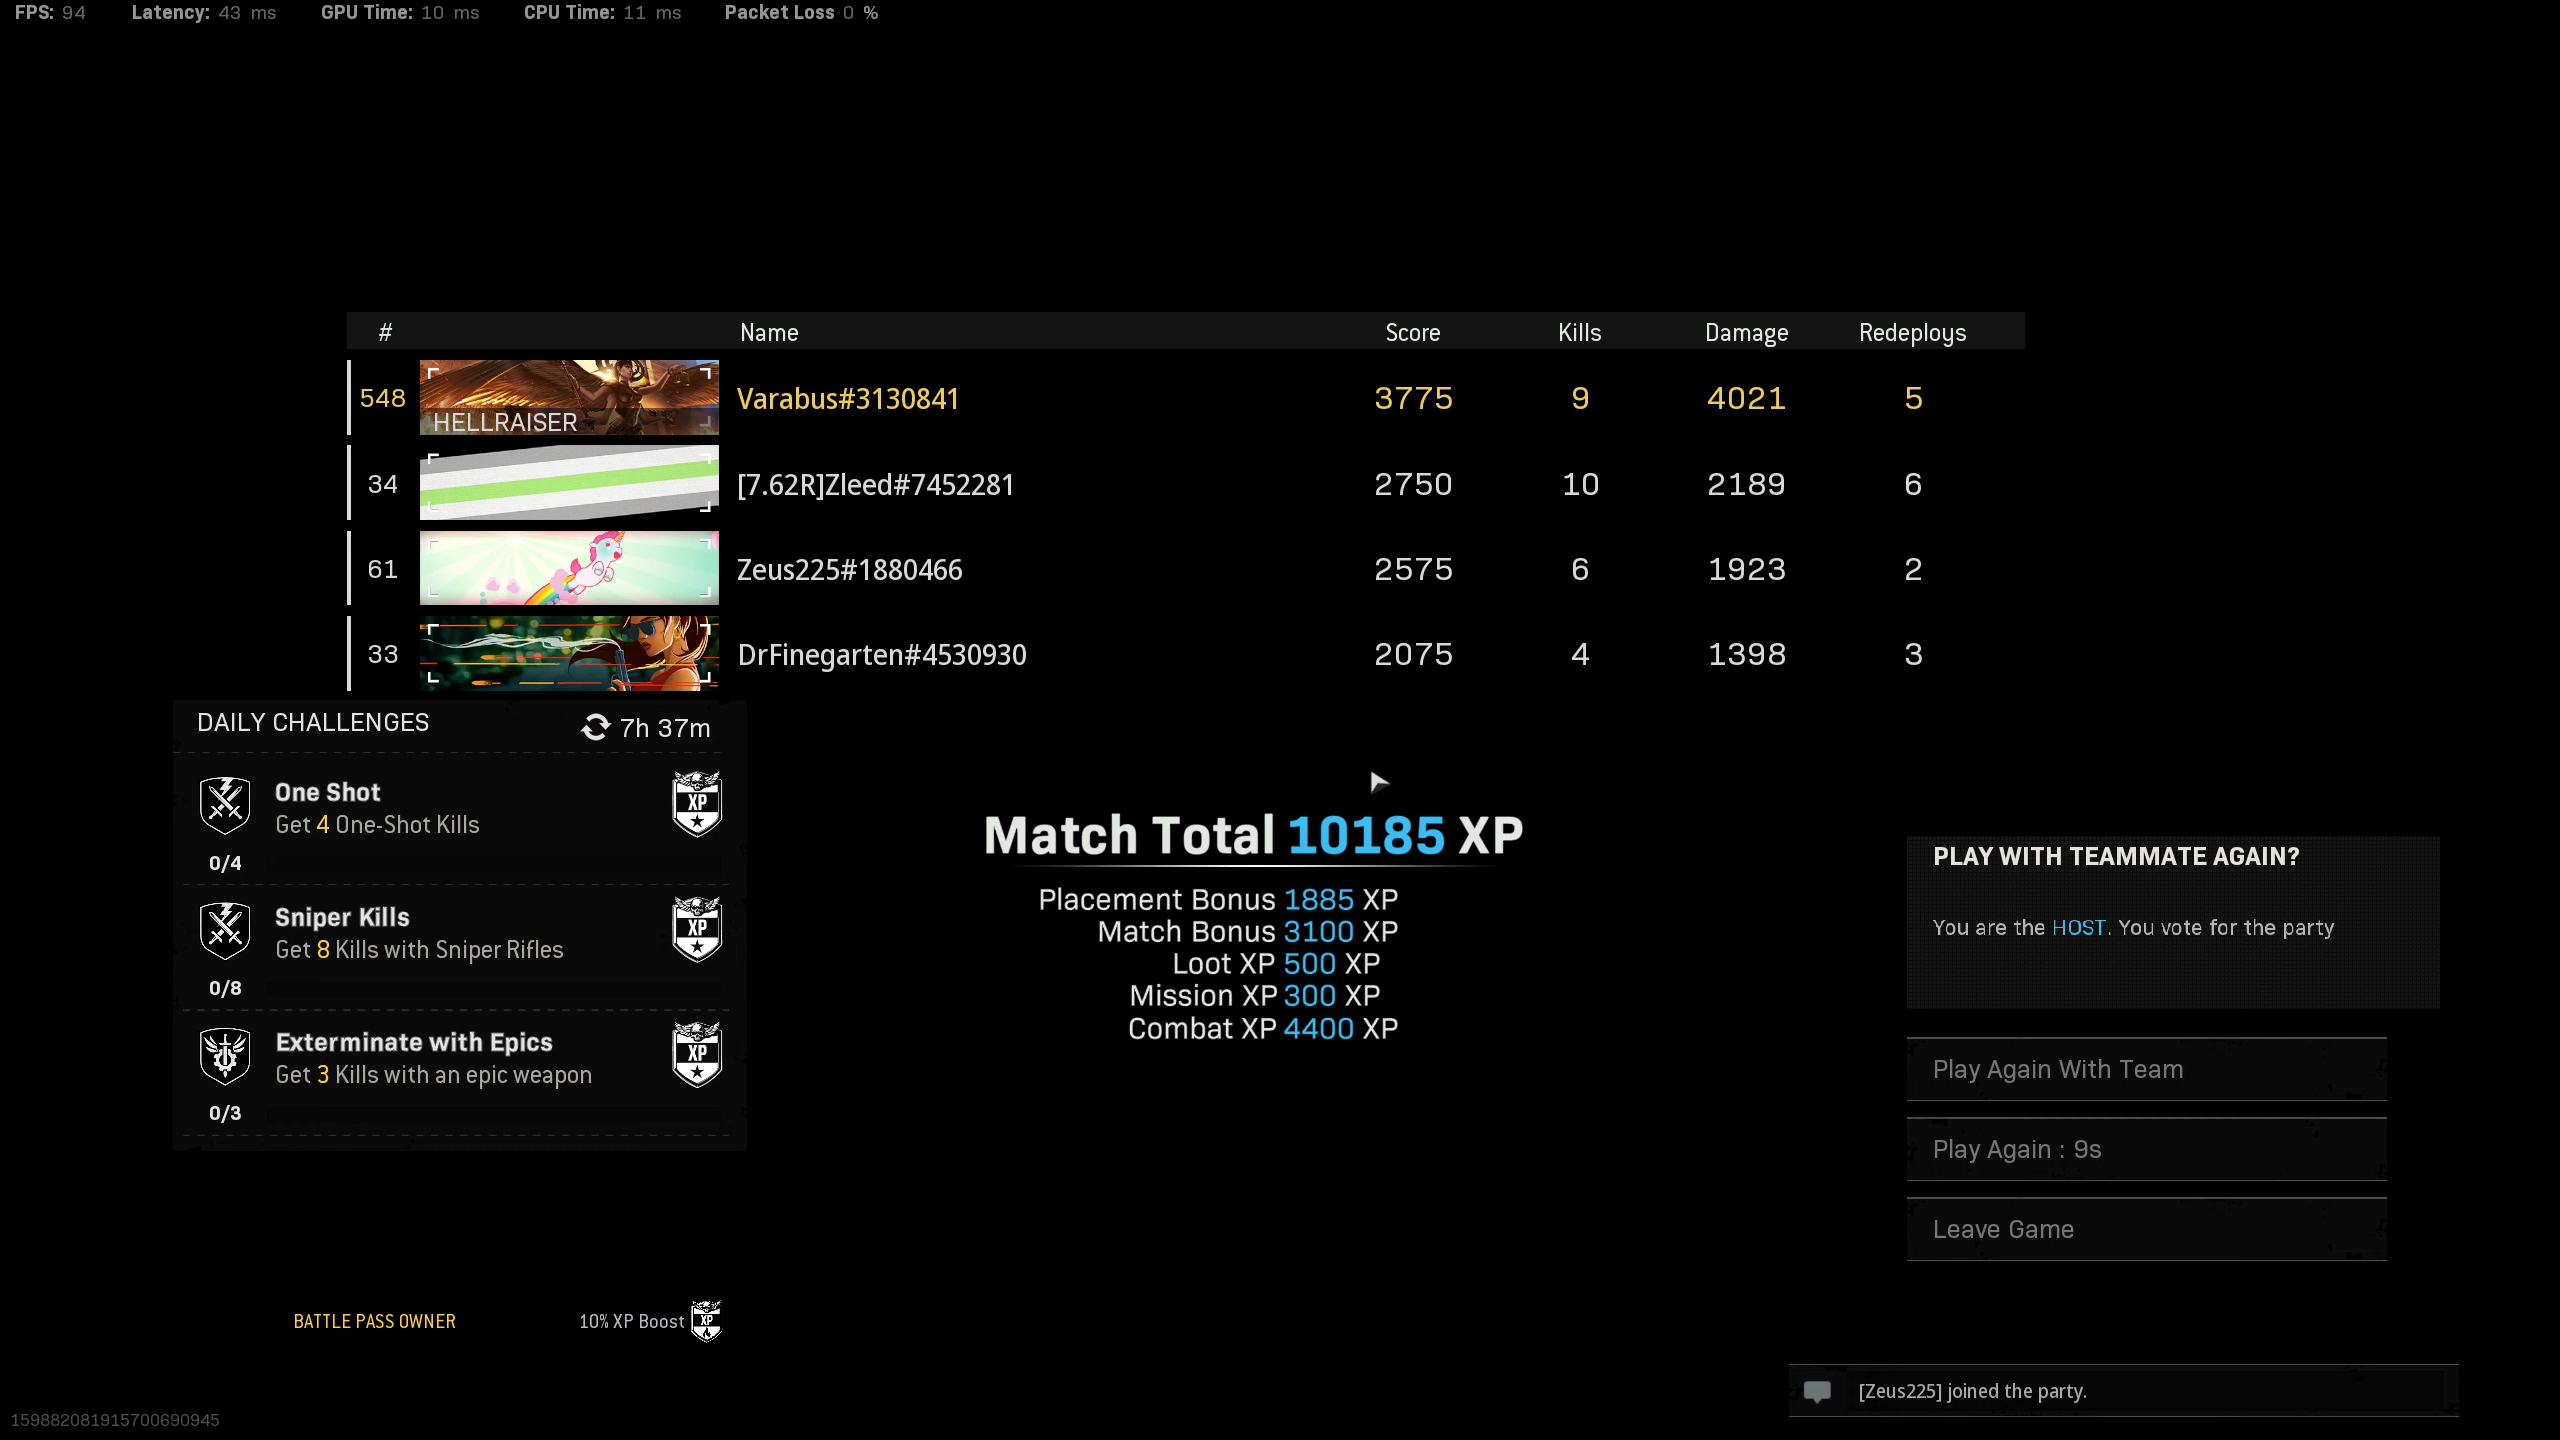 FPS: 94 Latency: 43 ms GPU Time: 10 ms CPU Time: 11 ms Packet Loss 0 %
# Name Score Kills Damage Redeploys
548 HELLRAISER Varabus#3130841 3775 9 4021 5
34 [7.62R]Zleed#7452281 2750 10 2189 6
61 Zeus225#1880466 2575 6 1923 2
33 DrFinegarten#4530930 2075 4 1398 3
DAILY CHALLENGES 7h 37m
One Shot
Get 4 One-Shot Kills
XP
0/4
Sniper Kills
Get 8 Kills with Sniper Rifles
XP
0/8
Exterminate with Epics
Get 3 Kills with an epic weapon
XP
0/3
Match Total 10185 XP
Placement Bonus 1885 XP
Match Bonus 3100 XP
Loot XP 500 XP
Mission XP 300 XP
Combat XP 4400 XP
PLAY WITH TEAMMATE AGAIN?
You are the HOST. You vote for the party
Play Again With Team
Play Again : 9s
Leave Game
BATTLE PASS OWNER 10% XP Boost XP
[Zeus225] joined the party.
159882081915700690945